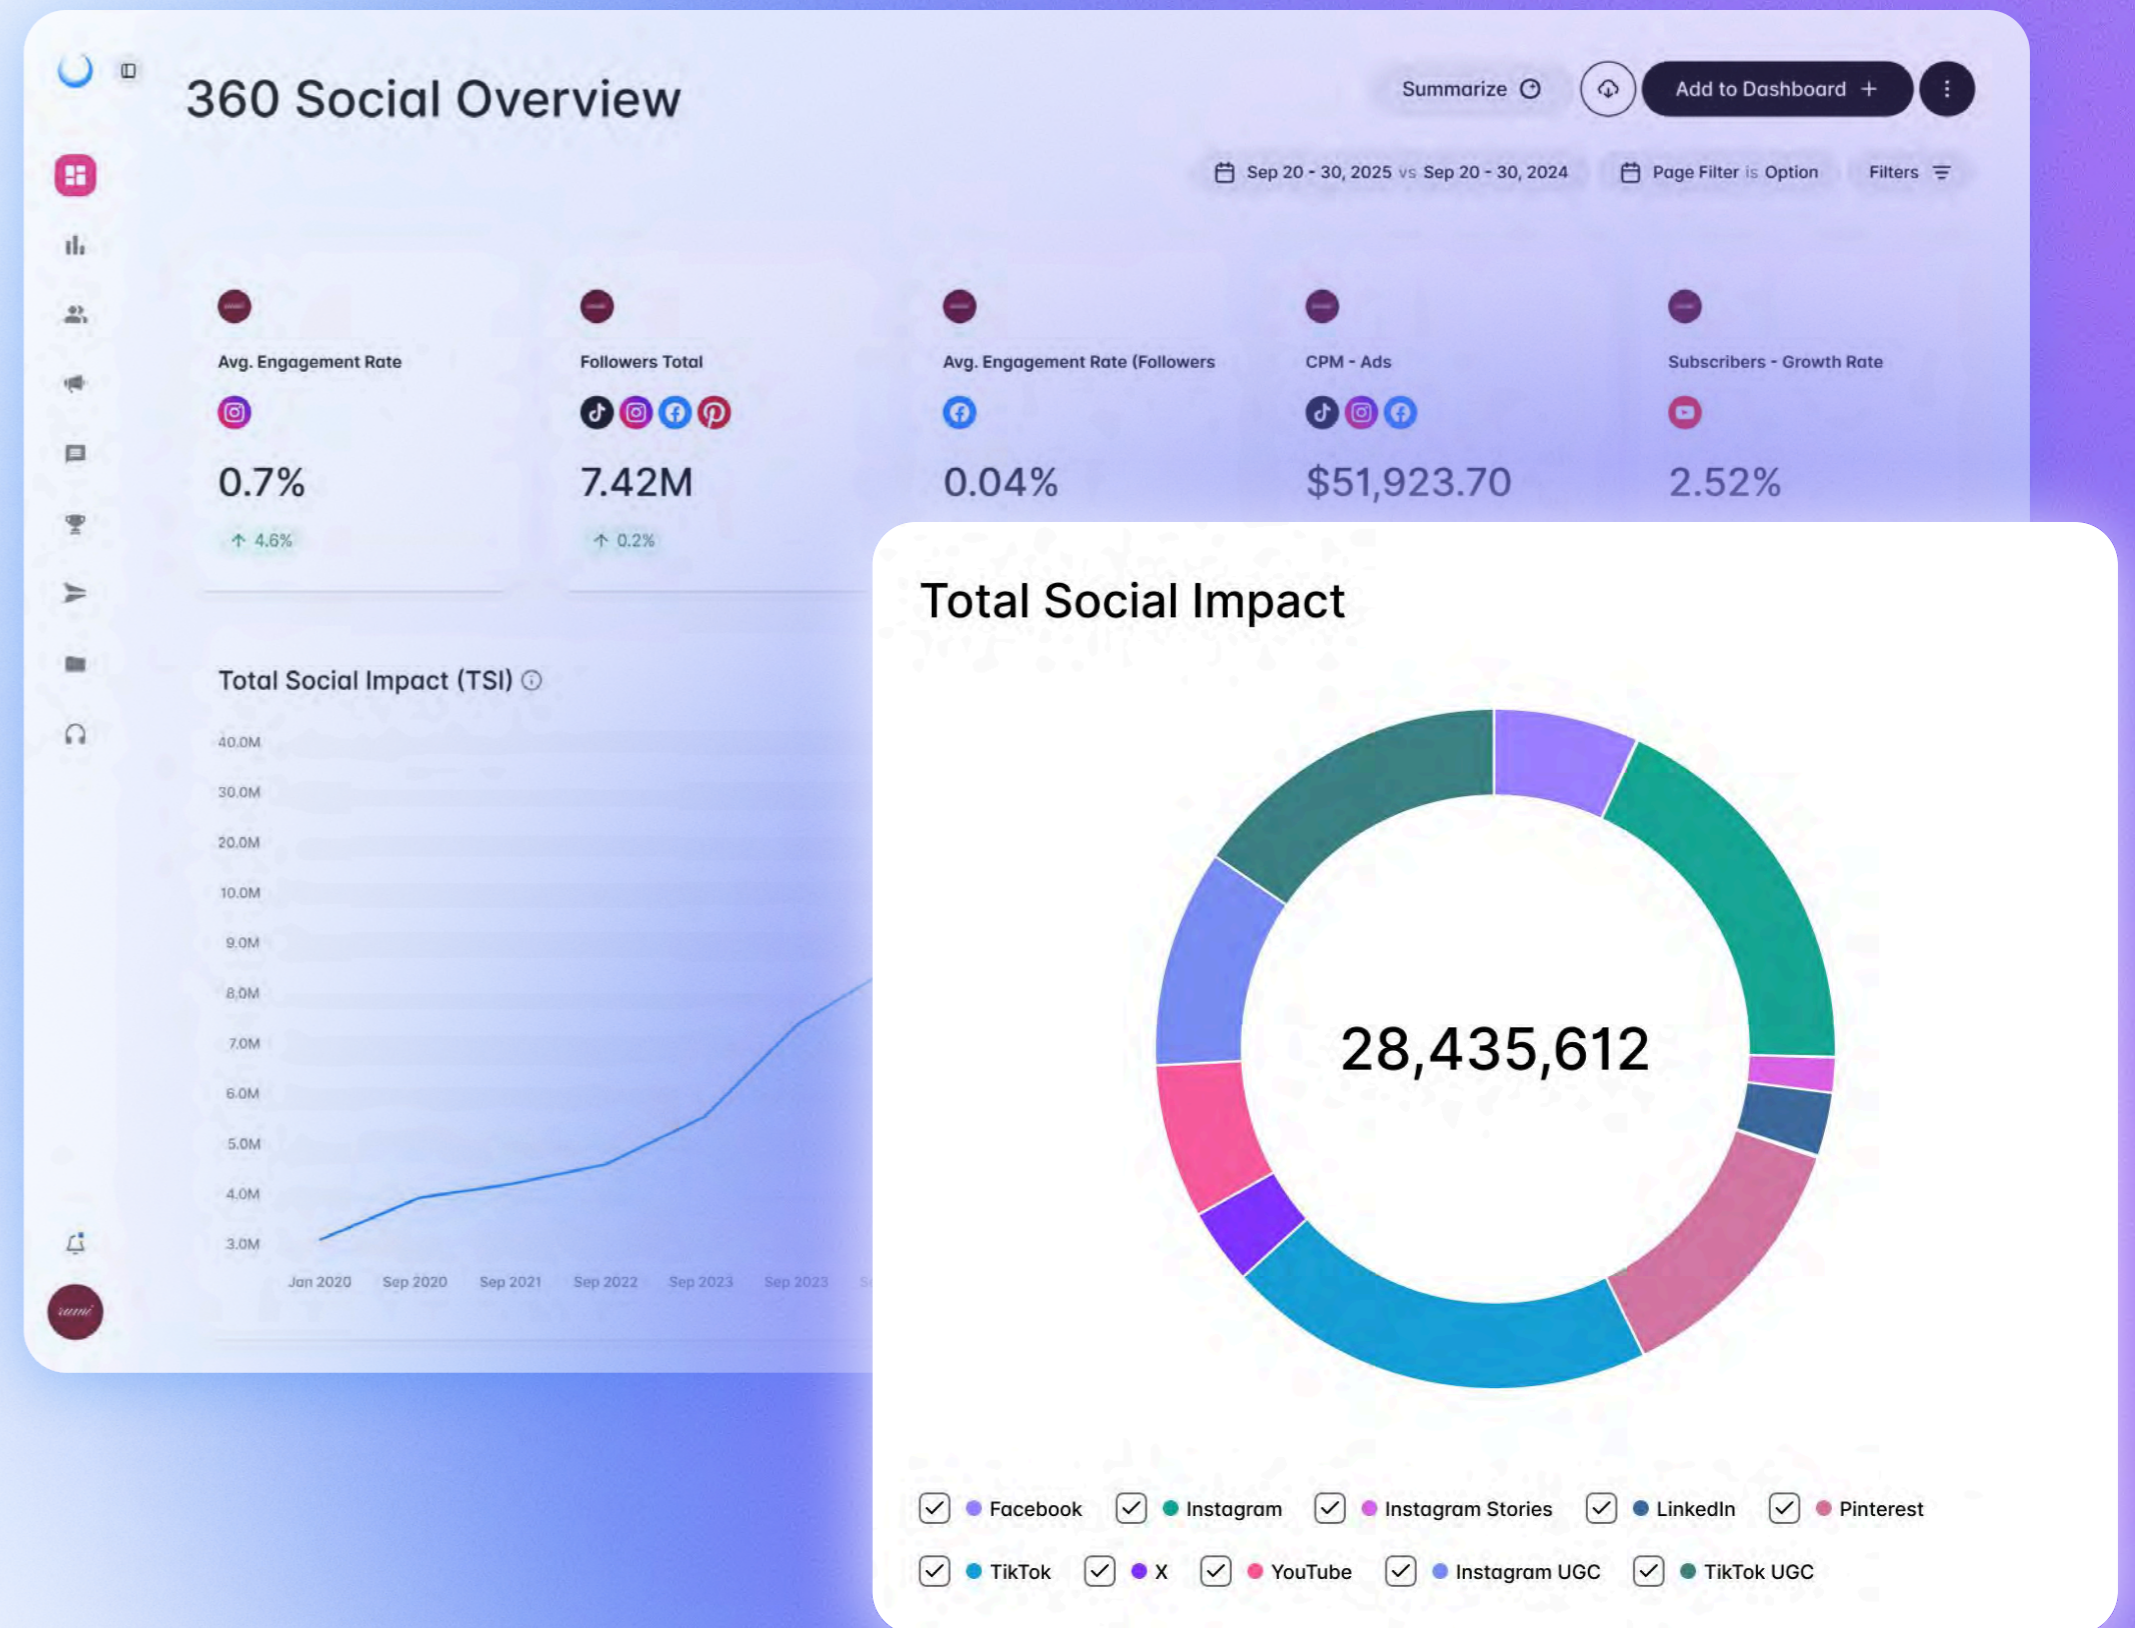 360 Social Overview
Summarize
Add to Dashboard +
Sep 20 - 30, 2025 vs Sep 20 - 30, 2024
Page Filter is Option
Filters
Avg. Engagement Rate
0.7%
↑ 4.6%
Followers Total
7.42M
↑ 0.2%
Avg. Engagement Rate (Followers
0.04%
CPM - Ads
$51,923.70
Subscribers - Growth Rate
2.52%
Total Social Impact (TSI)
40.0M
30.0M
20.0M
10.0M
9.0M
8.0M
7.0M
6.0M
5.0M
4.0M
3.0M
Jan 2020 Sep 2020 Sep 2021 Sep 2022 Sep 2023 Sep 2023
rumi
Total Social Impact
28,435,612
Facebook Instagram Instagram Stories LinkedIn Pinterest
TikTok X YouTube Instagram UGC TikTok UGC